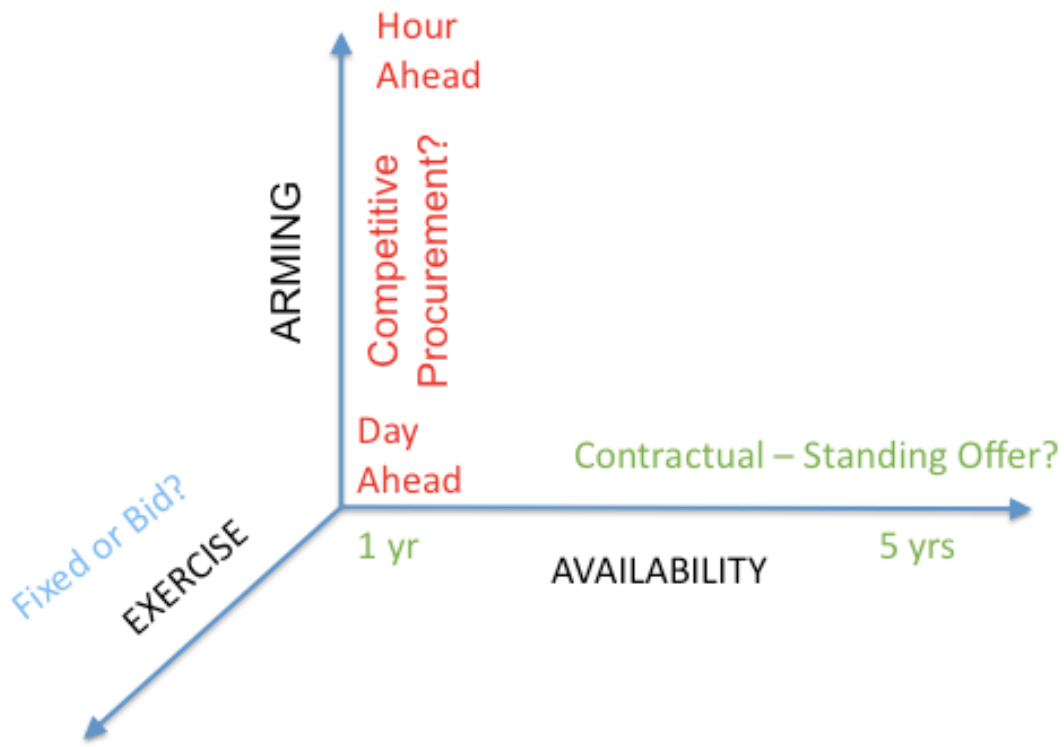 Hour
Ahead
ARMING
Competitive
Procurement?
Day
Ahead
Contractual – Standing Offer?
Fixed or Bid?
EXERCISE
1 yr
5 yrs
AVAILABILITY